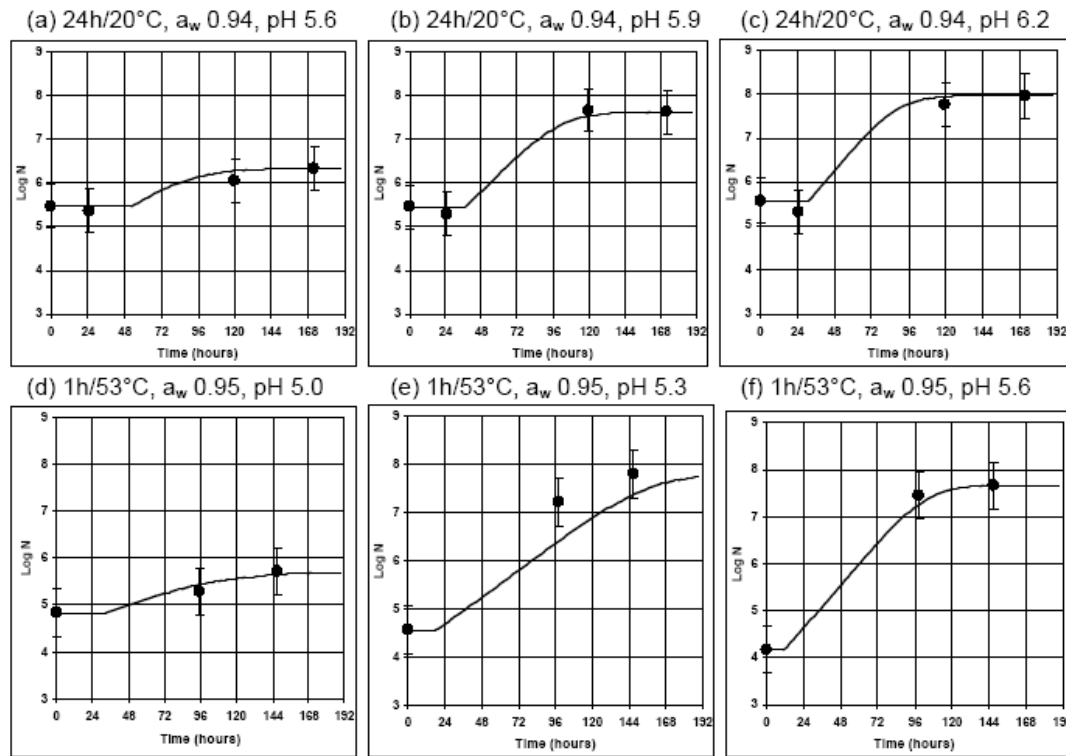 (a) 24h/20°C, aw 0.94, pH 5.6
(b) 24h/20°C, aw 0.94, pH 5.9
(c) 24h/20°C, aw 0.94, pH 6.2
9
8
7
6
5
4
3
Log N
0 24 48 72 96 120 144 168 192
Time (hours)
9
8
7
6
5
4
3
Log N
0 24 48 72 96 120 144 168 192
Time (hours)
9
8
7
6
5
4
3
Log N
0 24 48 72 96 120 144 168 192
Time (hours)
(d) 1h/53°C, aw 0.95, pH 5.0
(e) 1h/53°C, aw 0.95, pH 5.3
(f) 1h/53°C, aw 0.95, pH 5.6
9
8
7
6
5
4
3
Log N
0 24 48 72 96 120 144 168 192
Time (hours)
9
8
7
6
5
4
3
Log N
0 24 48 72 96 120 144 168 192
Time (hours)
9
8
7
6
5
4
3
Log N
0 24 48 72 96 120 144 168 192
Time (hours)